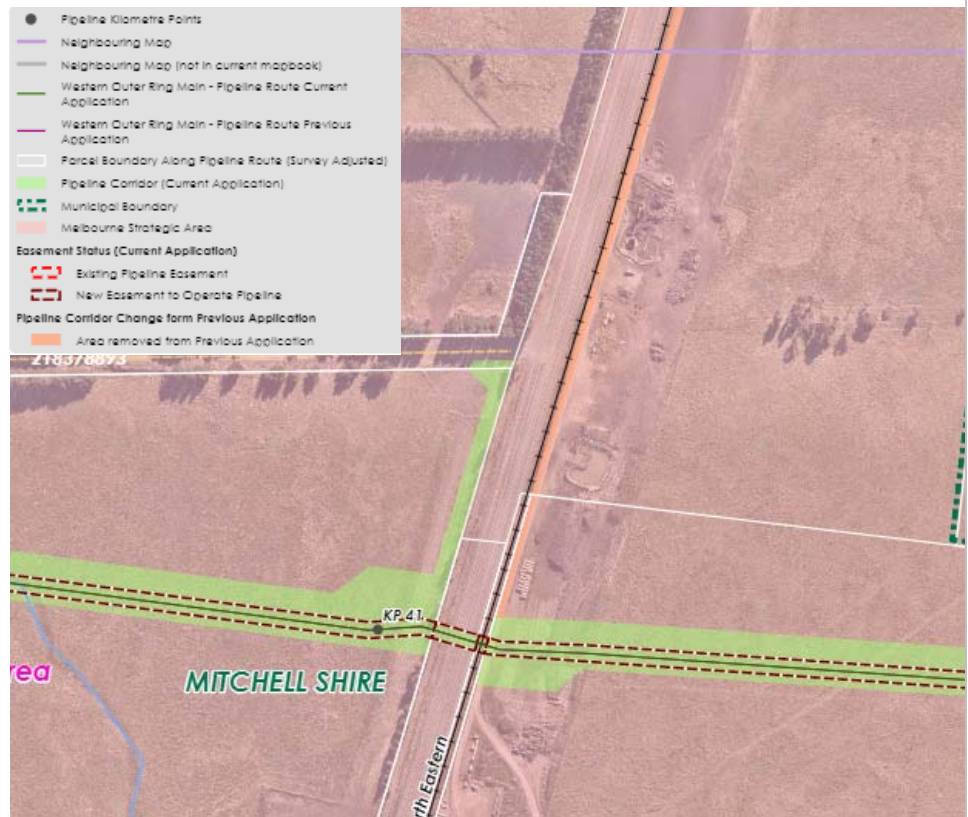 Pipeline Kilometre Points
Neighbouring Map
Neighbouring Map (not in current mapbook)
Western Outer Ring Main - Pipeline Route Current
Application
Western Outer Ring Main - Pipeline Route Previous
Application
Parcel Boundary Along Pipeline Route (Survey Adjusted)
Pipeline Corridor (Current Application)
Municipal Boundary
Melbourne Strategic Area
Easement Status (Current Application)
Existing Pipeline Easement
New Easement to Operate Pipeline
Pipeline Corridor Change form Previous Application
Area removed from Previous Application
218378893
KP 41
rea
MITCHELL SHIRE
th Eastern